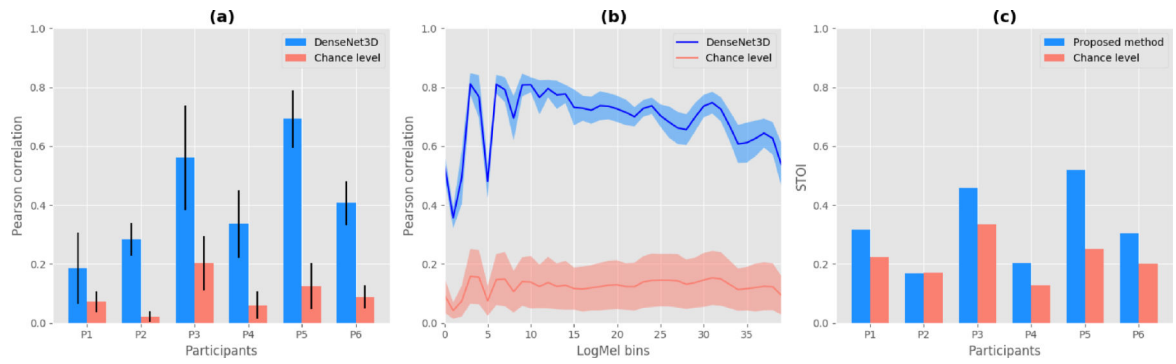 (a)
DenseNet3D
Chance level
Pearson correlation
1.0
0.8
0.6
0.4
0.2
0.0
P1 P2 P3 P4 P5 P6
Participants
(b)
DenseNet3D
Chance level
Pearson correlation
1.0
0.8
0.6
0.4
0.2
0.0
0 5 10 15 20 25 30 35
LogMel bins
(c)
Proposed method
Chance level
STOI
1.0
0.8
0.6
0.4
0.2
0.0
P1 P2 P3 P4 P5 P6
Participants